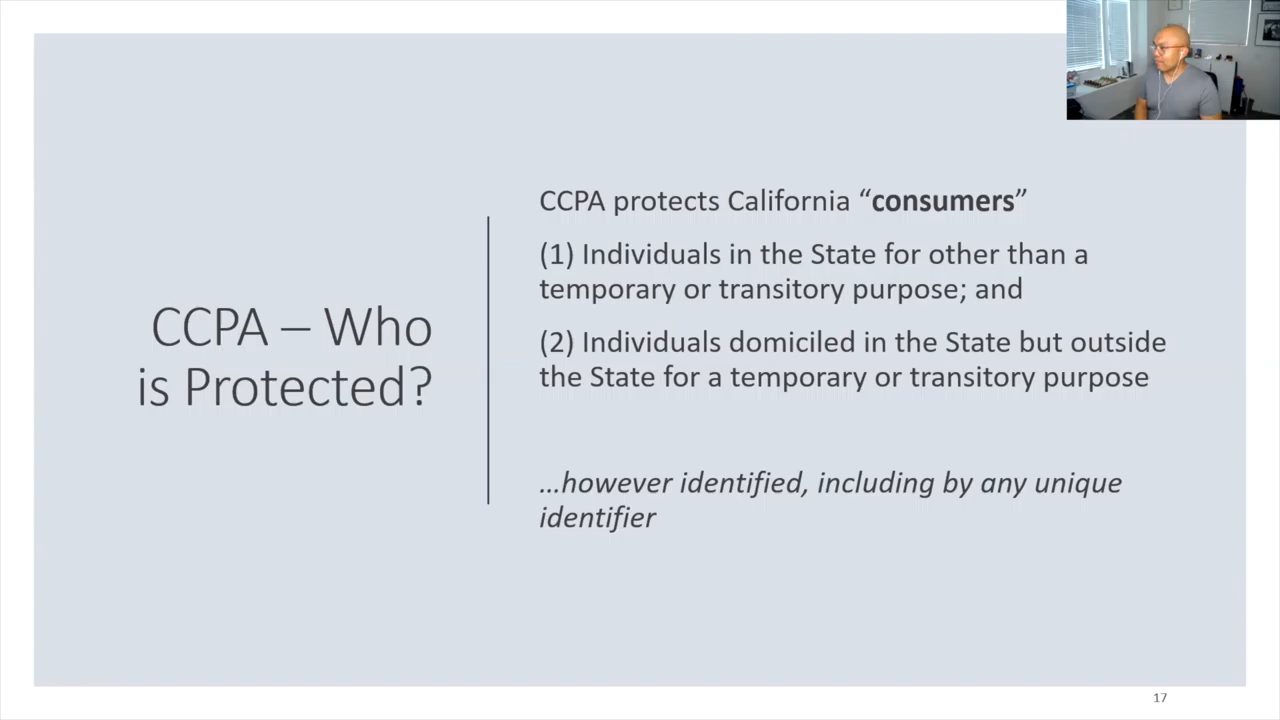 CCPA – Who
is Protected?
CCPA protects California “consumers”
(1) Individuals in the State for other than a
temporary or transitory purpose; and
(2) Individuals domiciled in the State but outside
the State for a temporary or transitory purpose
…however identified, including by any unique
identifier
17